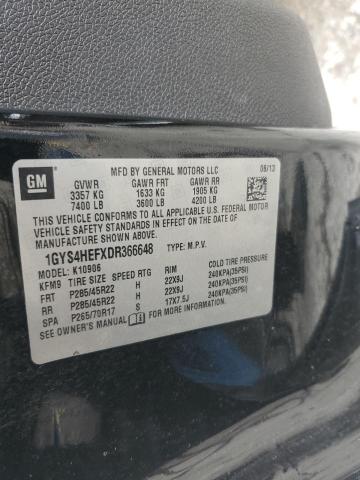 GM
MFD BY GENERAL MOTORS LLC 06/13
GVWR GAWR FRT GAWR RR
3357 KG 1633 KG 1905 KG
7400 LB 3600 LB 4200 LB
THIS VEHICLE CONFORMS TO ALL APPLICABLE U.S. FEDERAL MOTOR
VEHICLE SAFETY STANDARDS IN EFFECT ON THE DATE OF
MANUFACTURE SHOWN ABOVE.
1GYS4HEFXDR366648 TYPE: M.P.V.
MODEL: K10906
KFM9 TIRE SIZE SPEED RTG RIM COLD TIRE PRESSURE
FRT P285/45R22 H 22X9J 240KPA(35PSI)
RR P285/45R22 H 22X9J 240KPA(35PSI)
SPA P265/70R17 S 17X7.5J 240KPA(35PSI)
SEE OWNER'S MANUAL FOR MORE INFORMATION.